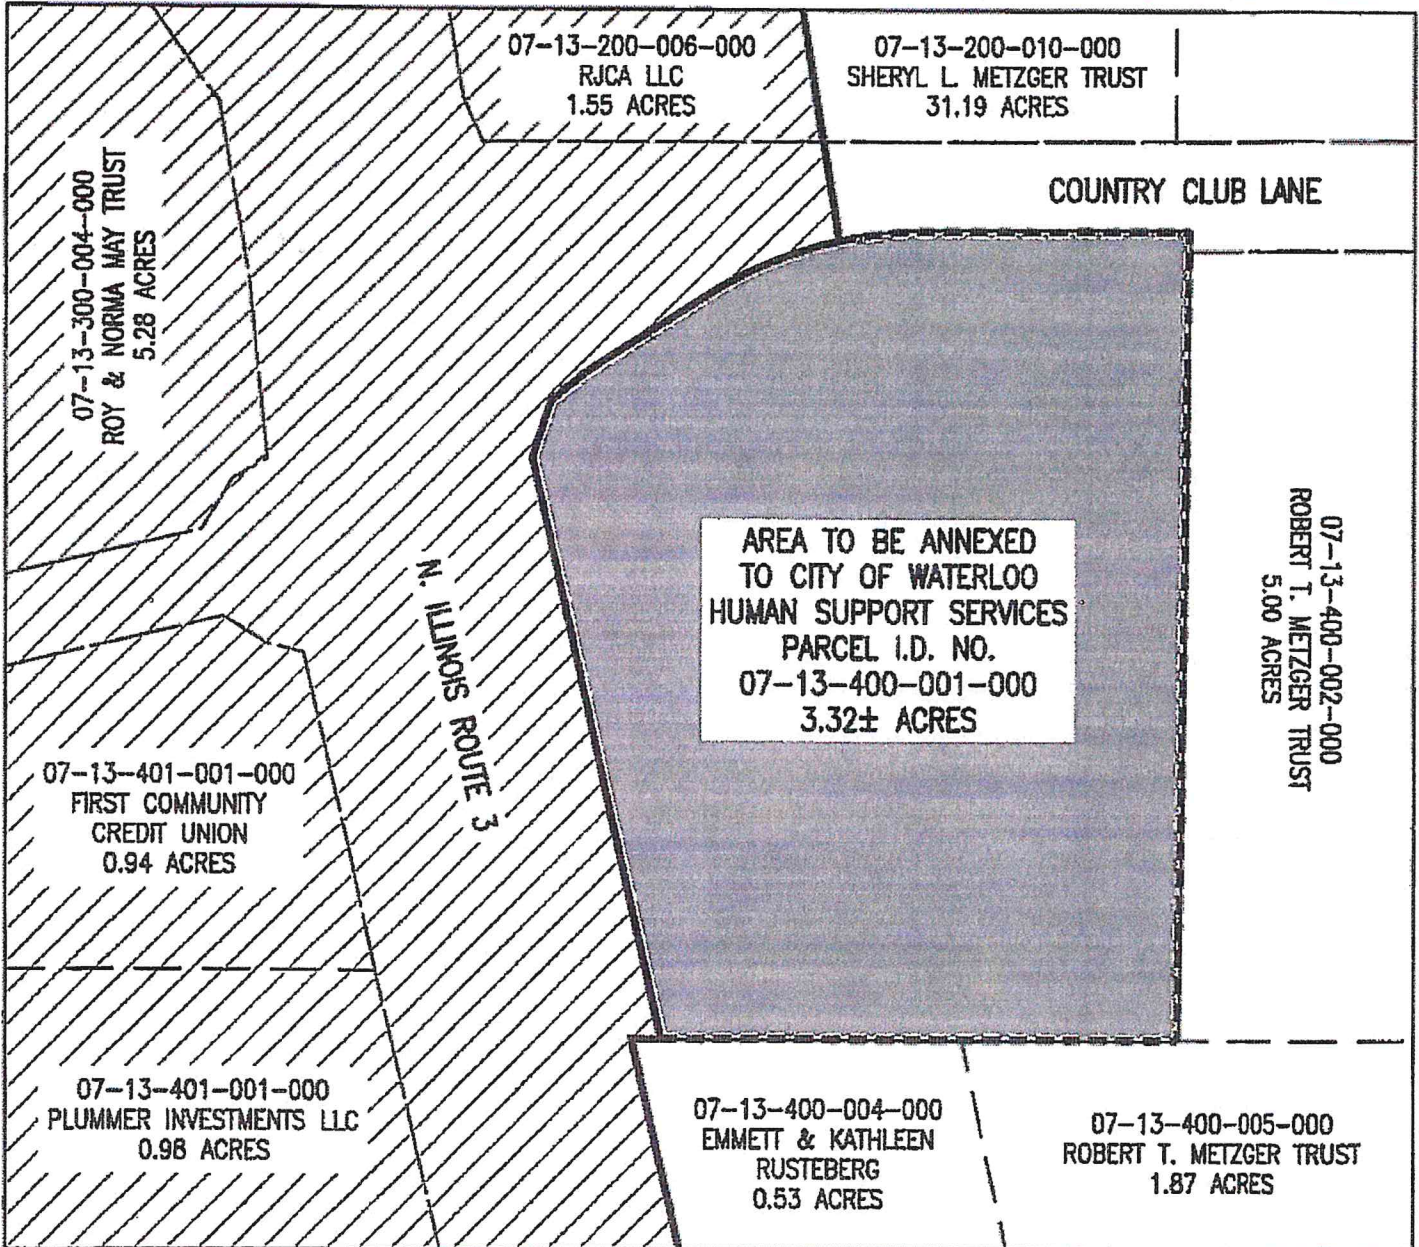 07-13-200-006-000
RJCA LLC
1.55 ACRES
07-13-200-010-000
SHERYL L. METZGER TRUST
31.19 ACRES
COUNTRY CLUB LANE
07-13-300-004-000
ROY & NORMA MAY TRUST
5.28 ACRES
N. ILLINOIS ROUTE 3
AREA TO BE ANNEXED
TO CITY OF WATERLOO
HUMAN SUPPORT SERVICES
PARCEL I.D. NO.
07-13-400-001-000
3.32± ACRES
07-13-400-002-000
ROBERT T. METZGER TRUST
5.00 ACRES
07-13-401-001-000
FIRST COMMUNITY
CREDIT UNION
0.94 ACRES
07-13-401-001-000
PLUMMER INVESTMENTS LLC
0.98 ACRES
07-13-400-004-000
EMMETT & KATHLEEN
RUSTEBERG
0.53 ACRES
07-13-400-005-000
ROBERT T. METZGER TRUST
1.87 ACRES